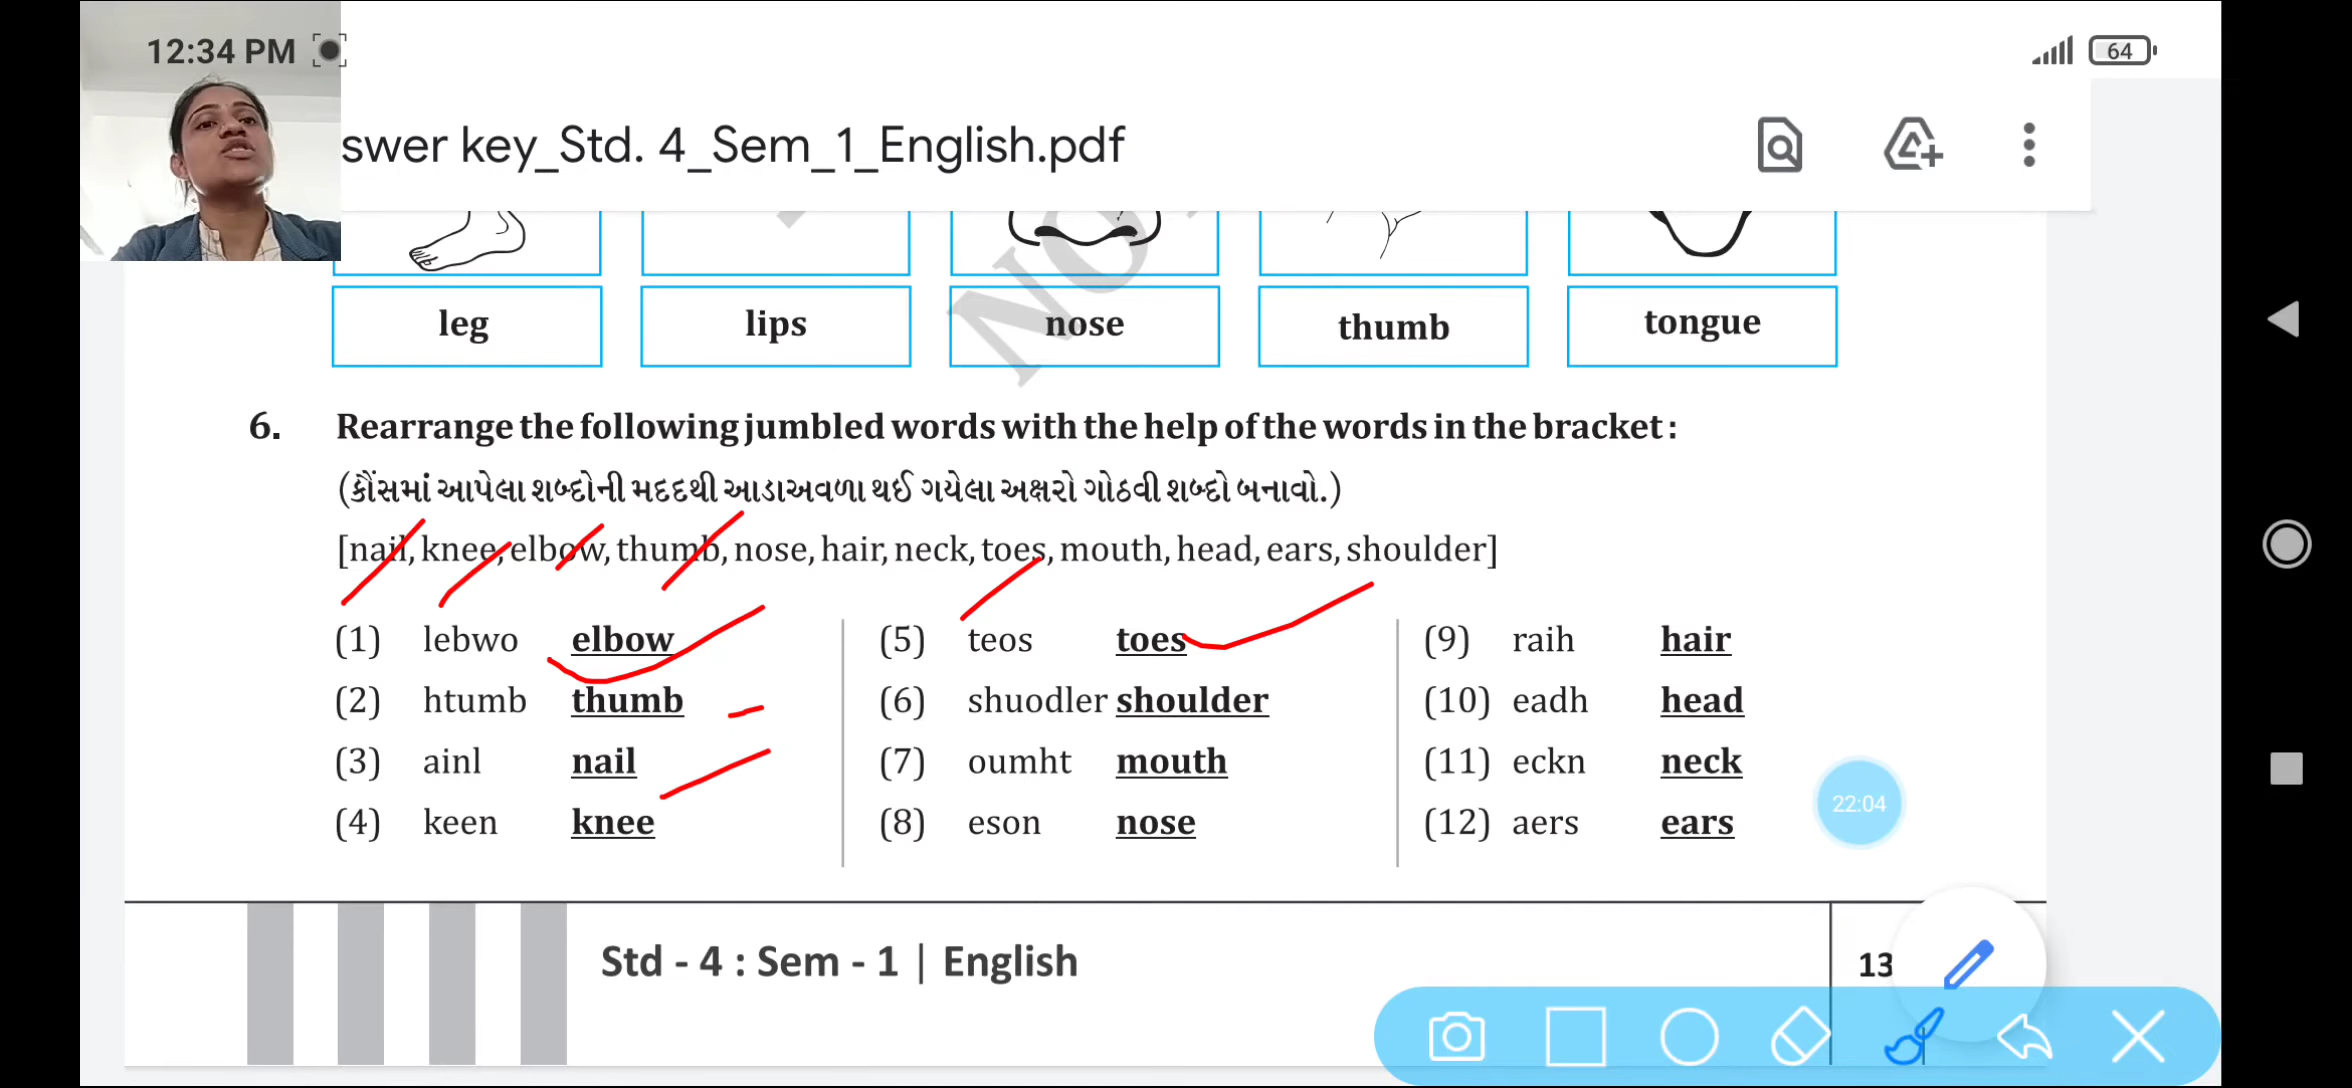 12:34 PM
64
swer key_Std. 4_Sem_1_English.pdf
NO
leg
lips
nose
thumb
tongue
6. Rearrange the following jumbled words with the help of the words in the bracket :
(કૌંસમાં આપેલા શબ્દોની મદદથી આડાઅવળા થઈ ગયેલા અક્ષરો ગોઠવી શબ્દો બનાવો.)
[nail, knee, elbow, thumb, nose, hair, neck, toes, mouth, head, ears, shoulder]
(1) lebwo elbow
(2) htumb thumb
(3) ainl nail
(4) keen knee
(5) teos toes
(6) shuodler shoulder
(7) oumht mouth
(8) eson nose
(9) raih hair
(10) eadh head
(11) eckn neck
(12) aers ears
22:04
Std - 4 : Sem - 1 | English
13